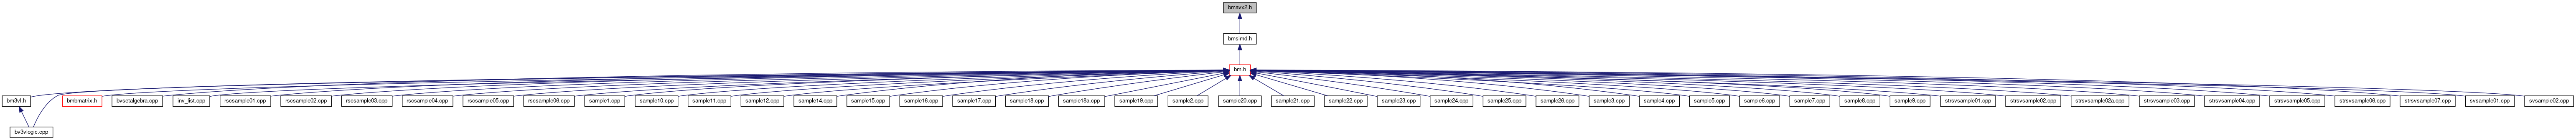 bmavx2.h
bmsimd.h
bm.h
bm3vl.h
bmbmatrix.h
bvsetalgebra.cpp
inv_list.cpp
rscsample01.cpp
rscsample02.cpp
rscsample03.cpp
rscsample04.cpp
rscsample05.cpp
rscsample06.cpp
sample1.cpp
sample10.cpp
sample11.cpp
sample12.cpp
sample14.cpp
sample15.cpp
sample16.cpp
sample17.cpp
sample18.cpp
sample18a.cpp
sample19.cpp
sample2.cpp
sample20.cpp
sample21.cpp
sample22.cpp
sample23.cpp
sample24.cpp
sample25.cpp
sample26.cpp
sample3.cpp
sample4.cpp
sample5.cpp
sample6.cpp
sample7.cpp
sample8.cpp
sample9.cpp
strsvsample01.cpp
strsvsample02.cpp
strsvsample02a.cpp
strsvsample03.cpp
strsvsample04.cpp
strsvsample05.cpp
strsvsample06.cpp
strsvsample07.cpp
svsample01.cpp
svsample02.cpp
bv3vlogic.cpp